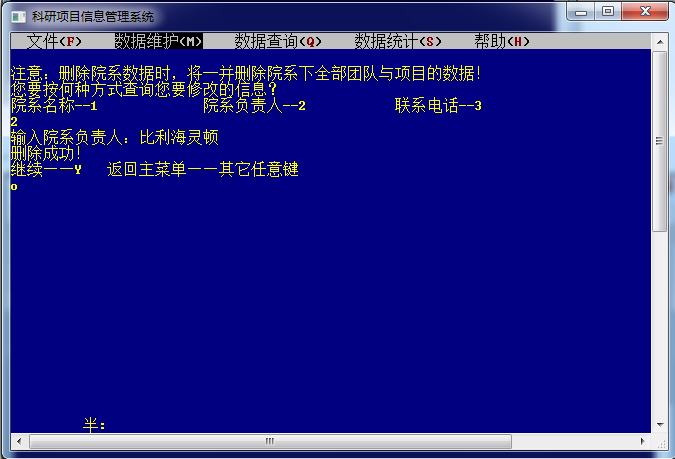 科研项目信息管理系统
文件(F) 数据维护(M) 数据查询(Q) 数据统计(S) 帮助(H)
注意：删除院系数据时，将一并删除院系下全部团队与项目的数据！
您要按何种方式查询您要修改的信息？
院系名称--1 院系负责人--2 联系电话--3
2
输入院系负责人：比利海灵顿
删除成功！
继续——Y 返回主菜单——其它任意键
o
半：